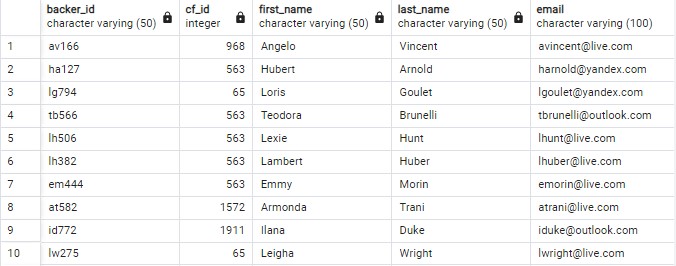 backer_id cf_id first_name last_name email
character varying (50) integer character varying (50) character varying (50) character varying (100)
1 av166 968 Angelo Vincent avincent@live.com
2 ha127 563 Hubert Arnold harnold@yandex.com
3 lg794 65 Loris Goulet lgoulet@yandex.com
4 tb566 563 Teodora Brunelli tbrunelli@outlook.com
5 lh506 563 Lexie Hunt lhunt@live.com
6 lh382 563 Lambert Huber lhuber@live.com
7 em444 563 Emmy Morin emorin@live.com
8 at582 1572 Armonda Trani atrani@live.com
9 id772 1911 Ilana Duke iduke@outlook.com
10 lw275 65 Leigha Wright lwright@live.com